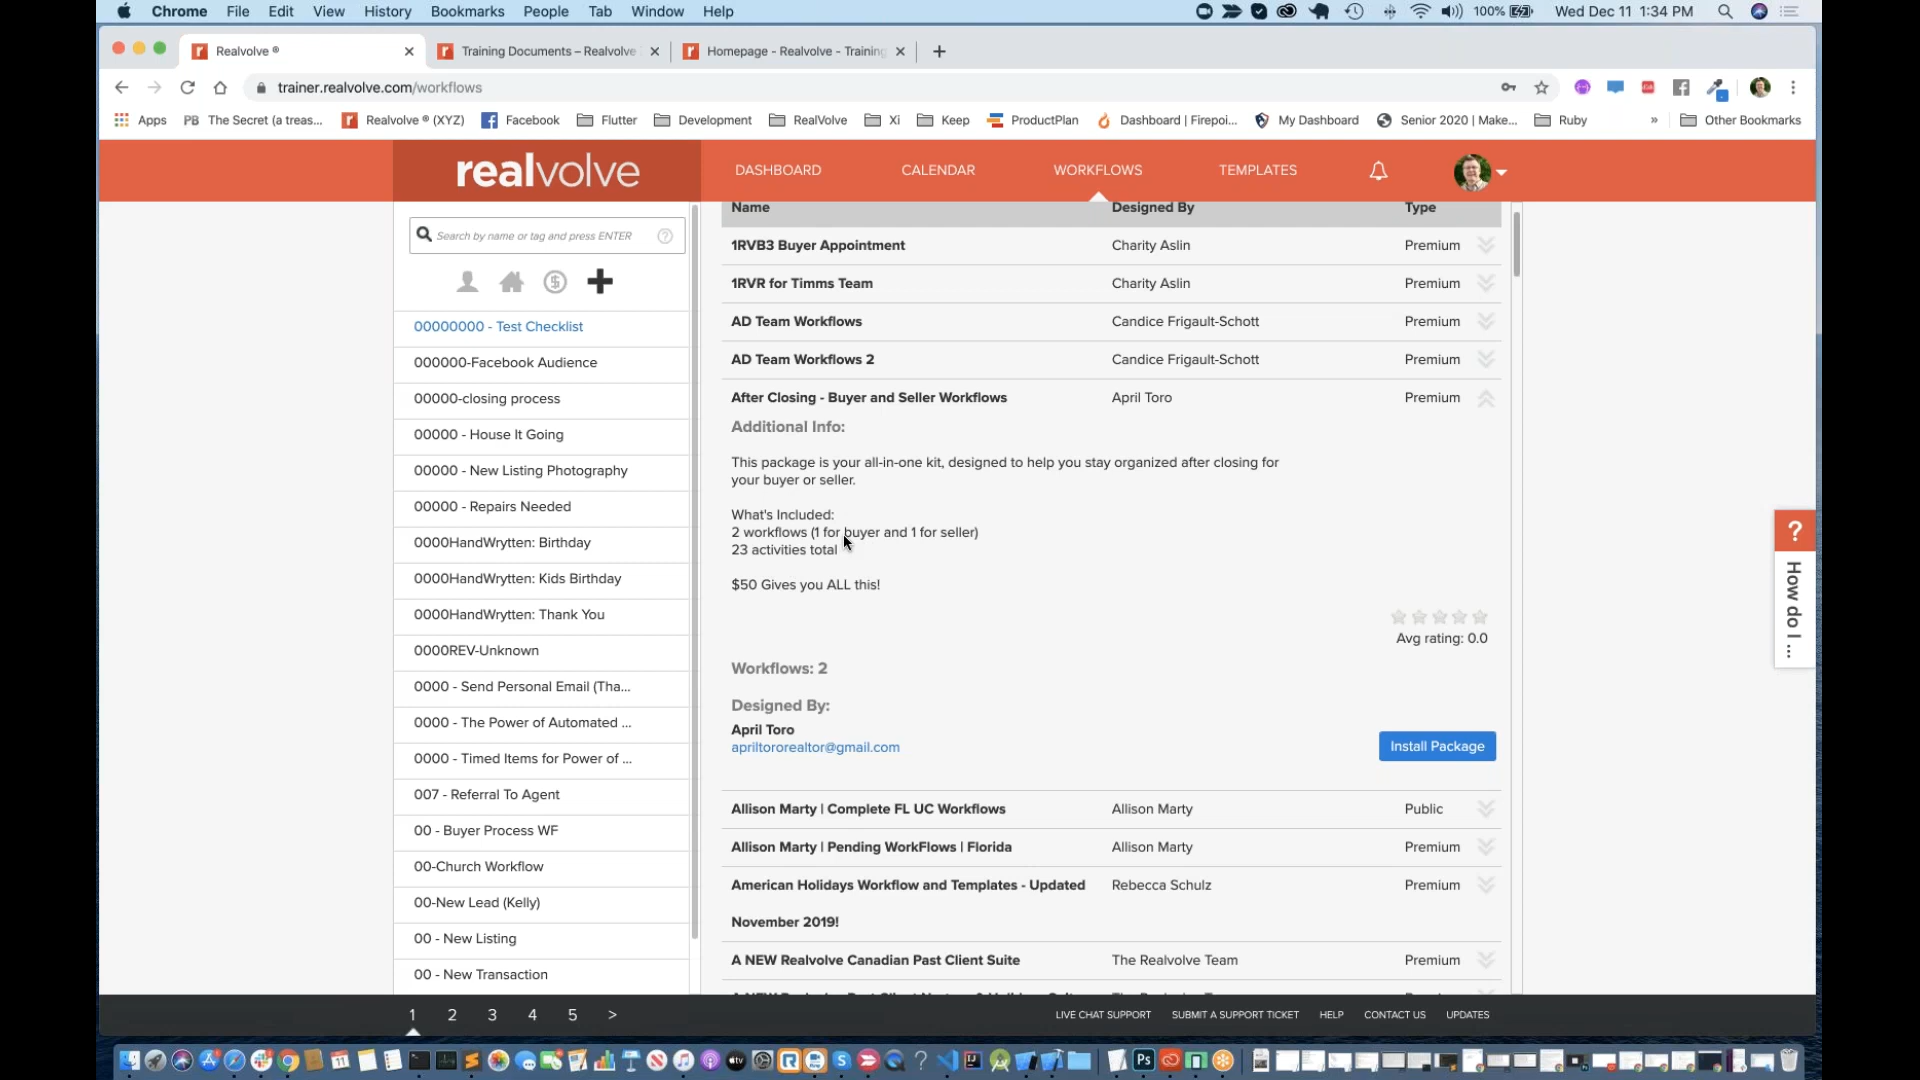 Chrome File Edit View History Bookmarks People Tab Window Help
100% Wed Dec 11 1:34 PM
Realvolve ®
Training Documents – Realvolve
Homepage - Realvolve - Training
trainer.realvolve.com/workflows
Apps
PB The Secret (a treas...
Realvolve ® (XYZ)
Facebook
Flutter
Development
RealVolve
Xi
Keep
ProductPlan
Dashboard | Firepoi...
My Dashboard
Senior 2020 | Make...
Ruby
»
Other Bookmarks
realvolve
DASHBOARD
CALENDAR
WORKFLOWS
TEMPLATES
Search by name or tag and press ENTER ?
00000000 - Test Checklist
000000-Facebook Audience
00000-closing process
00000 - House It Going
00000 - New Listing Photography
00000 - Repairs Needed
0000HandWrytten: Birthday
0000HandWrytten: Kids Birthday
0000HandWrytten: Thank You
0000REV-Unknown
0000 - Send Personal Email (Tha...
0000 - The Power of Automated ...
0000 - Timed Items for Power of ...
007 - Referral To Agent
00 - Buyer Process WF
00-Church Workflow
00-New Lead (Kelly)
00 - New Listing
00 - New Transaction
Name Designed By Type
1RVB3 Buyer Appointment Charity Aslin Premium
1RVR for Timms Team Charity Aslin Premium
AD Team Workflows Candice Frigault-Schott Premium
AD Team Workflows 2 Candice Frigault-Schott Premium
After Closing - Buyer and Seller Workflows April Toro Premium
Additional Info:
This package is your all-in-one kit, designed to help you stay organized after closing for
your buyer or seller.
What's Included:
2 workflows (1 for buyer and 1 for seller)
23 activities total
$50 Gives you ALL this!
Avg rating: 0.0
Workflows: 2
Designed By:
April Toro
apriltororealtor@gmail.com
Install Package
Allison Marty | Complete FL UC Workflows Allison Marty Public
Allison Marty | Pending WorkFlows | Florida Allison Marty Premium
American Holidays Workflow and Templates - Updated Rebecca Schulz Premium
November 2019!
A NEW Realvolve Canadian Past Client Suite The Realvolve Team Premium
? How do I ...
1 2 3 4 5 >
LIVE CHAT SUPPORT SUBMIT A SUPPORT TICKET HELP CONTACT US UPDATES